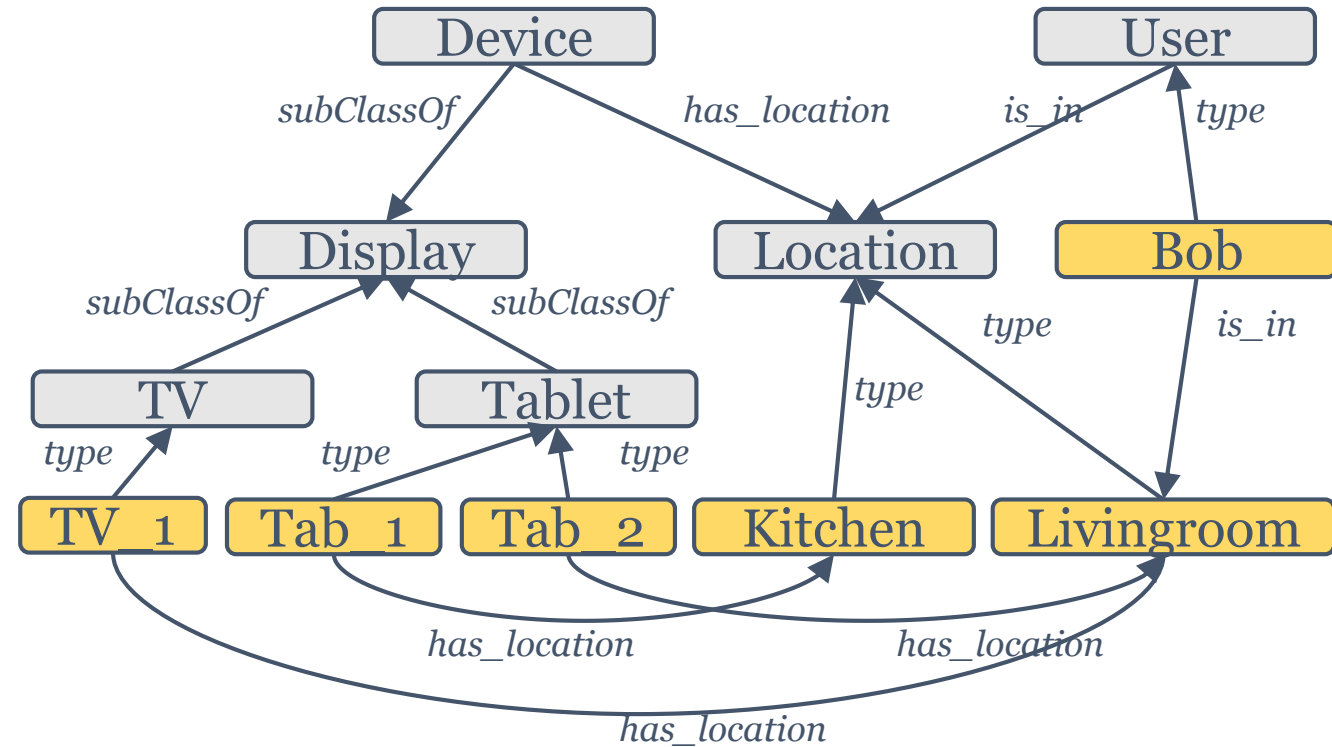 Device
User
subClassOf
has_location
is_in
type
Display
Location
Bob
subClassOf
subClassOf
type
is_in
TV
Tablet
type
type
type
type
TV_1
Tab_1
Tab_2
Kitchen
Livingroom
has_location
has_location
has_location